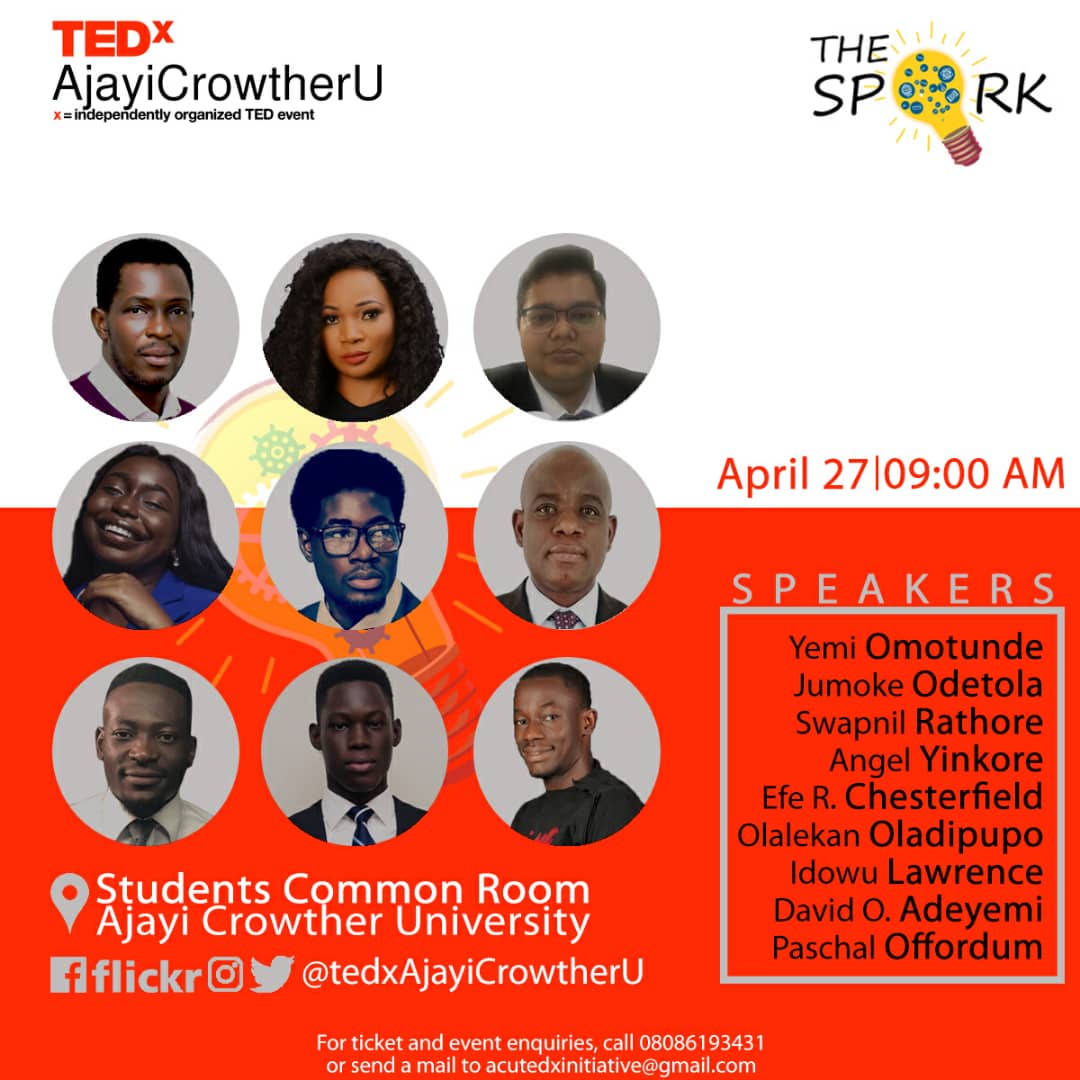 TEDx
AjayiCrowtherU
x = independently organized TED event
THE
SPARK
April 27|09:00 AM
SPEAKERS
Yemi Omotunde
Jumoke Odetola
Swapnil Rathore
Angel Yinkore
Efe R. Chesterfield
Olalekan Oladipupo
Idowu Lawrence
David O. Adeyemi
Paschal Offordum
Students Common Room
Ajayi Crowther University
flickr @tedxAjayiCrowtherU
For ticket and event enquiries, call 08086193431
or send a mail to acutedxinitiative@gmail.com